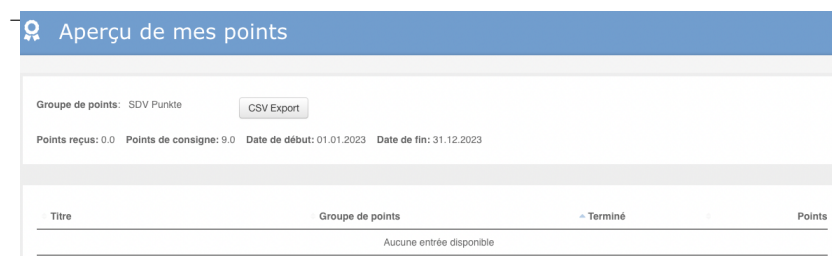 Aperçu de mes points
Groupe de points: SDV Punkte CSV Export
Points reçus: 0.0 Points de consigne: 9.0 Date de début: 01.01.2023 Date de fin: 31.12.2023
Titre Groupe de points Terminé Points
Aucune entrée disponible